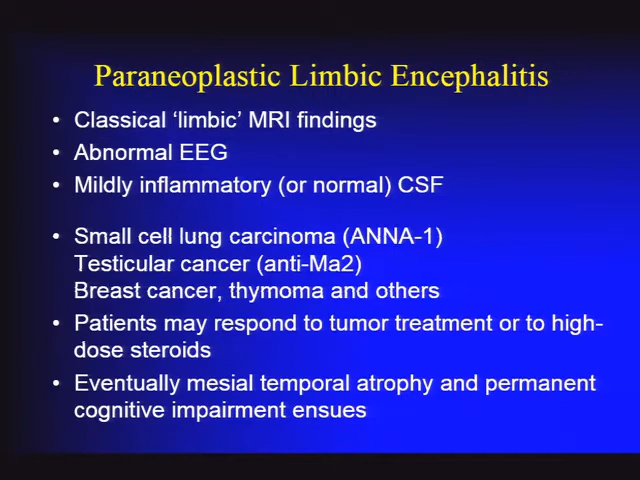 Paraneoplastic Limbic Encephalitis
• Classical ‘limbic’ MRI findings
• Abnormal EEG
• Mildly inflammatory (or normal) CSF
• Small cell lung carcinoma (ANNA-1)
Testicular cancer (anti-Ma2)
Breast cancer, thymoma and others
• Patients may respond to tumor treatment or to high-
dose steroids
• Eventually mesial temporal atrophy and permanent
cognitive impairment ensues